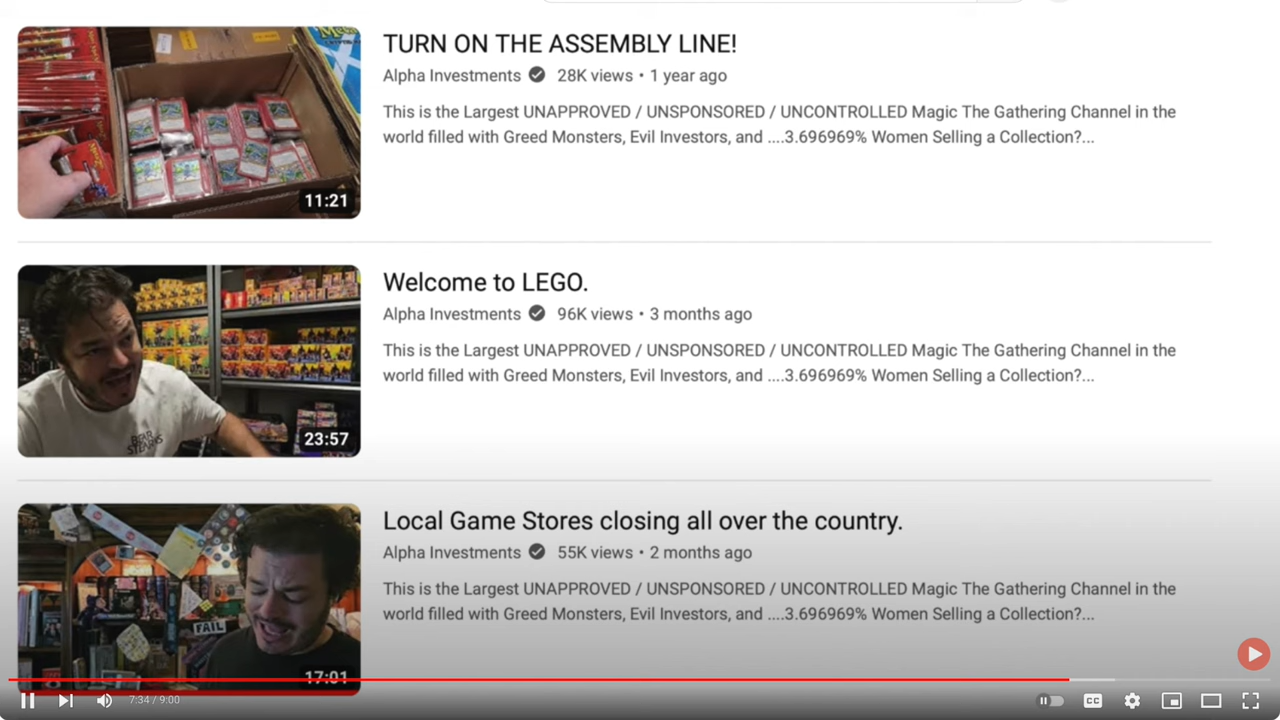 TURN ON THE ASSEMBLY LINE!
Alpha Investments 28K views • 1 year ago
This is the Largest UNAPPROVED / UNSPONSORED / UNCONTROLLED Magic The Gathering Channel in the
world filled with Greed Monsters, Evil Investors, and ....3.696969% Women Selling a Collection?...
11:21
Welcome to LEGO.
Alpha Investments 96K views • 3 months ago
This is the Largest UNAPPROVED / UNSPONSORED / UNCONTROLLED Magic The Gathering Channel in the
world filled with Greed Monsters, Evil Investors, and ....3.696969% Women Selling a Collection?...
BEAR
STEARNS
23:57
Local Game Stores closing all over the country.
Alpha Investments 55K views • 2 months ago
This is the Largest UNAPPROVED / UNSPONSORED / UNCONTROLLED Magic The Gathering Channel in the
world filled with Greed Monsters, Evil Investors, and ....3.696969% Women Selling a Collection?...
FAIL
17:01
7:34 / 9:00
CC